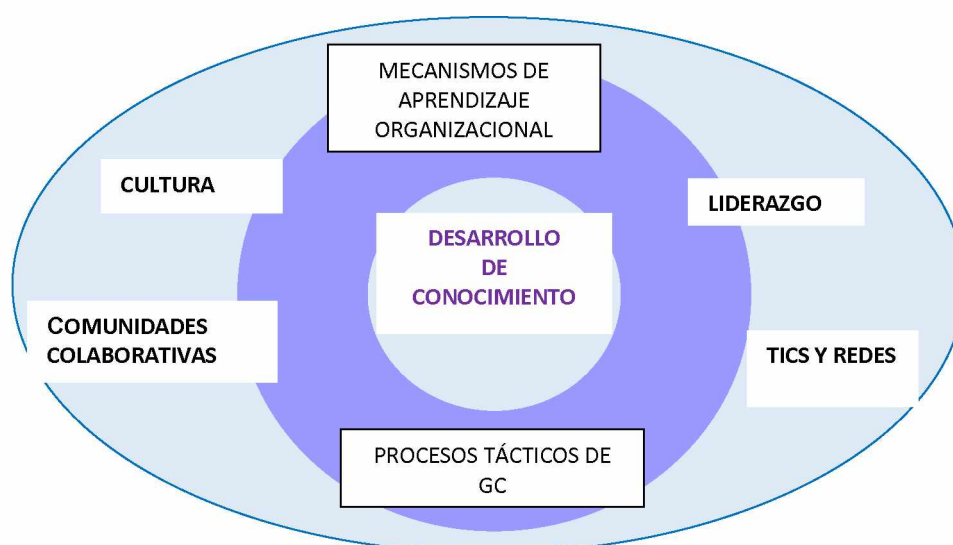 MECANISMOS DE
APRENDIZAJE
ORGANIZACIONAL
CULTURA
LIDERAZGO
DESARROLLO
DE
CONOCIMIENTO
COMUNIDADES
COLABORATIVAS
TICS Y REDES
PROCESOS TÁCTICOS DE
GC